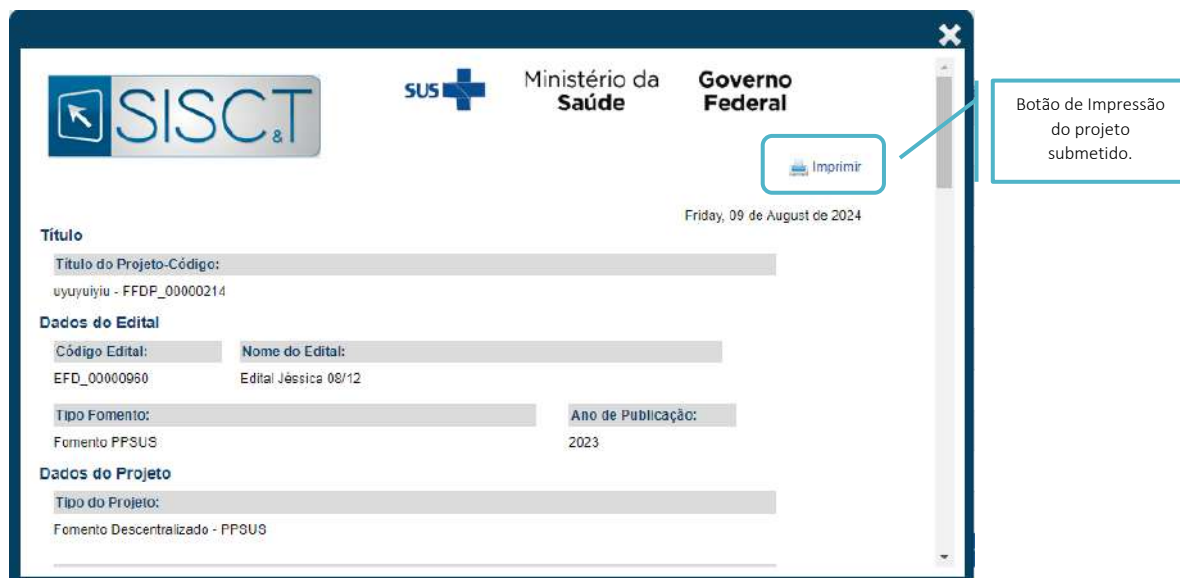 SISC&T
SUS
Ministério da
Saúde
Governo
Federal
Imprimir
Botão de Impressão
do projeto
submetido.
Friday, 09 de August de 2024
Título
Título do Projeto-Código:
uyuyuiyiu - FFDP_00000214
Dados do Edital
Código Edital: Nome do Edital:
EFD_00000960 Edital Jéssica 08/12
Tipo Fomento: Ano de Publicação:
Fomento PPSUS 2023
Dados do Projeto
Tipo do Projeto:
Fomento Descentralizado - PPSUS